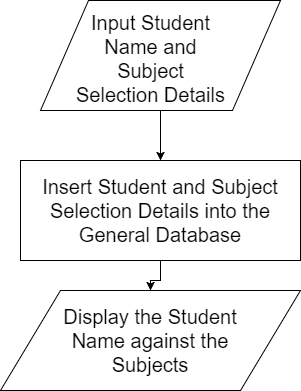 Input Student
Name and
Subject
Selection Details
Insert Student and Subject
Selection Details into the
General Database
Display the Student
Name against the
Subjects